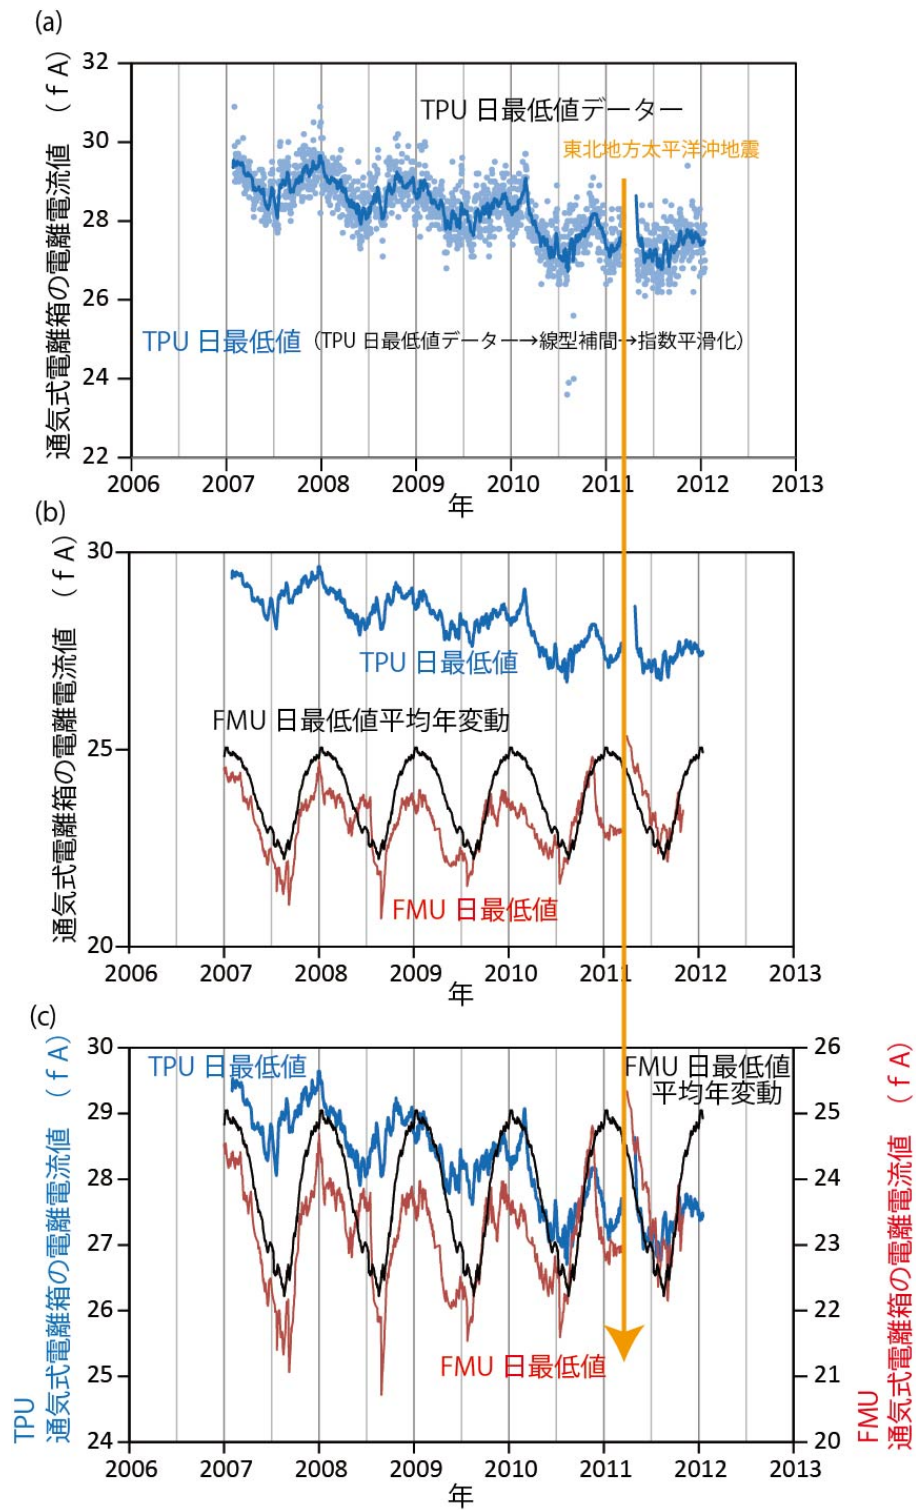 (a)
通気式電離箱の電離電流値 (ｆA)
32
30
28
26
24
22
TPU 日最低値データー
東北地方太平洋沖地震
TPU 日最低値 (TPU 日最低値データー→線型補間→指数平滑化)
2006 2007 2008 2009 2010 2011 2012 2013
年
(b)
通気式電離箱の電離電流値 (ｆA)
30
25
20
TPU 日最低値
FMU 日最低値平均年変動
FMU 日最低値
2006 2007 2008 2009 2010 2011 2012 2013
年
(c)
TPU
通気式電離箱の電離電流値 (ｆA)
30
29
28
27
26
25
24
TPU 日最低値
FMU 日最低値
平均年変動
FMU 日最低値
26
25
24
23
22
21
20
FMU
通気式電離箱の電離電流値 (ｆA)
2006 2007 2008 2009 2010 2011 2012 2013
年